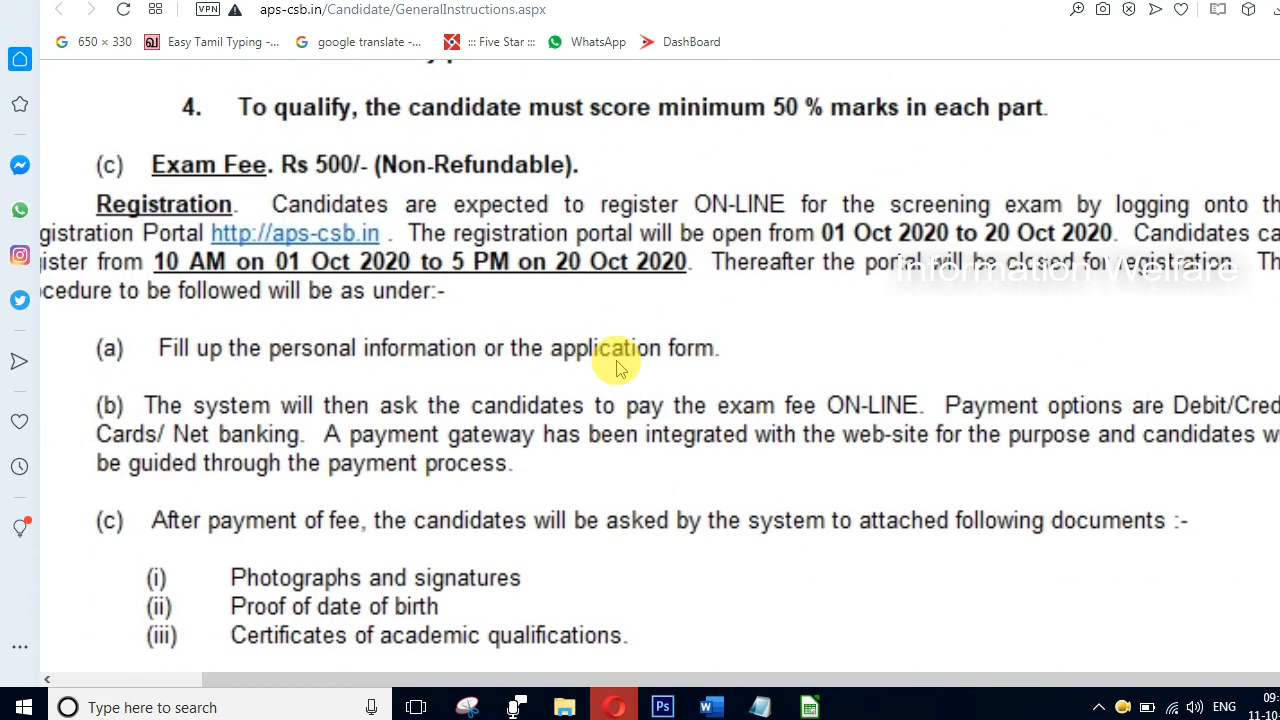 VPN aps-csb.in/Candidate/GeneralInstructions.aspx
650 × 330 Easy Tamil Typing -... google translate -... ::: Five Star ::: WhatsApp DashBoard
4. To qualify, the candidate must score minimum 50 % marks in each part.
(c) Exam Fee. Rs 500/- (Non-Refundable).
Registration. Candidates are expected to register ON-LINE for the screening exam by logging onto th
gistration Portal http://aps-csb.in . The registration portal will be open from 01 Oct 2020 to 20 Oct 2020. Candidates ca
ister from 10 AM on 01 Oct 2020 to 5 PM on 20 Oct 2020. Thereafter the portal will be closed for registration. Th
Information Welfare
cedure to be followed will be as under:-
(a) Fill up the personal information or the application form.
(b) The system will then ask the candidates to pay the exam fee ON-LINE. Payment options are Debit/Cred
Cards/ Net banking. A payment gateway has been integrated with the web-site for the purpose and candidates w
be guided through the payment process.
(c) After payment of fee, the candidates will be asked by the system to attached following documents :-
(i) Photographs and signatures
(ii) Proof of date of birth
(iii) Certificates of academic qualifications.
Type here to search
ENG
09:
11-10